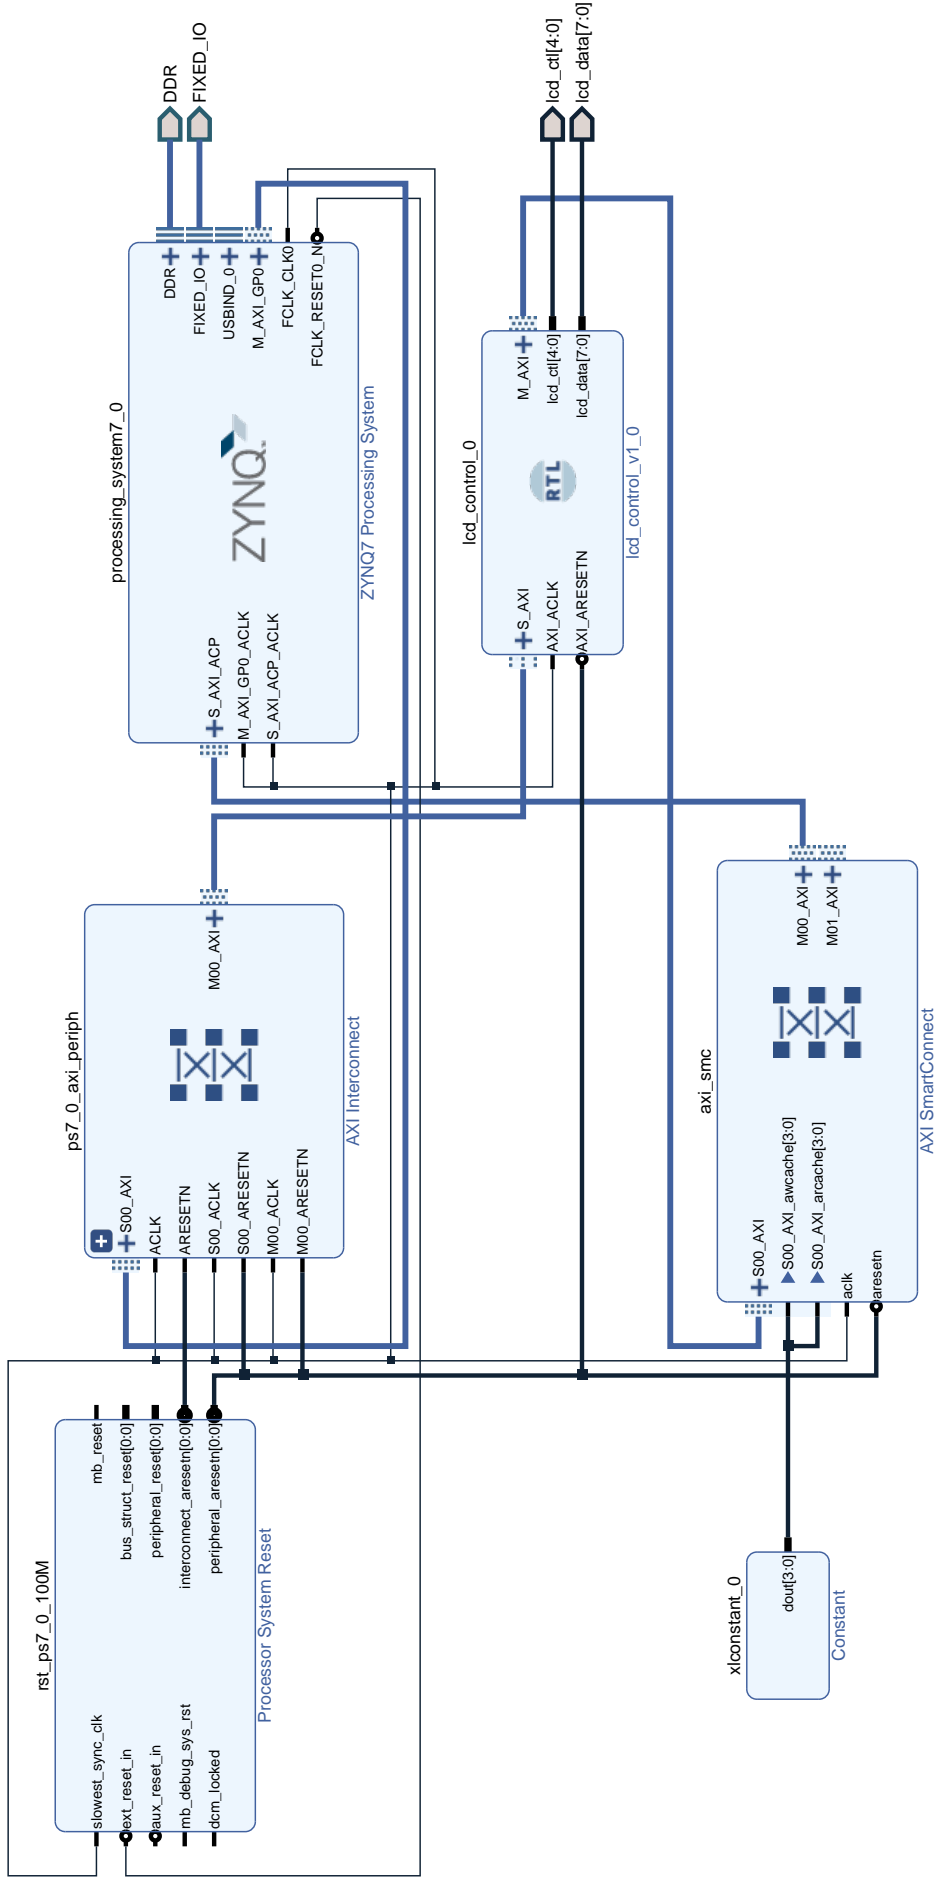 rst_ps7_0_100M
slowest_sync_clk
ext_reset_in
aux_reset_in
mb_debug_sys_rst
dcm_locked
mb_reset
bus_struct_reset[0:0]
peripheral_reset[0:0]
interconnect_aresetn[0:0]
peripheral_aresetn[0:0]
Processor System Reset
xlconstant_0
dout[3:0]
Constant
ps7_0_axi_periph
S00_AXI
ACLK
ARESETN
S00_ACLK
S00_ARESETN
M00_ACLK
M00_ARESETN
M00_AXI
AXI Interconnect
axi_smc
S00_AXI
S00_AXI_awcache[3:0]
S00_AXI_arcache[3:0]
aclk
aresetn
M00_AXI
M01_AXI
AXI SmartConnect
processing_system7_0
S_AXI_ACP
M_AXI_GP0_ACLK
S_AXI_ACP_ACLK
ZYNQ
DDR
FIXED_IO
USBIND_0
M_AXI_GP0
FCLK_CLK0
FCLK_RESET0_N
ZYNQ7 Processing System
lcd_control_0
S_AXI
AXI_ACLK
AXI_ARESETN
RTL
M_AXI
lcd_ctl[4:0]
lcd_data[7:0]
lcd_control_v1_0
DDR
FIXED_IO
lcd_ctl[4:0]
lcd_data[7:0]